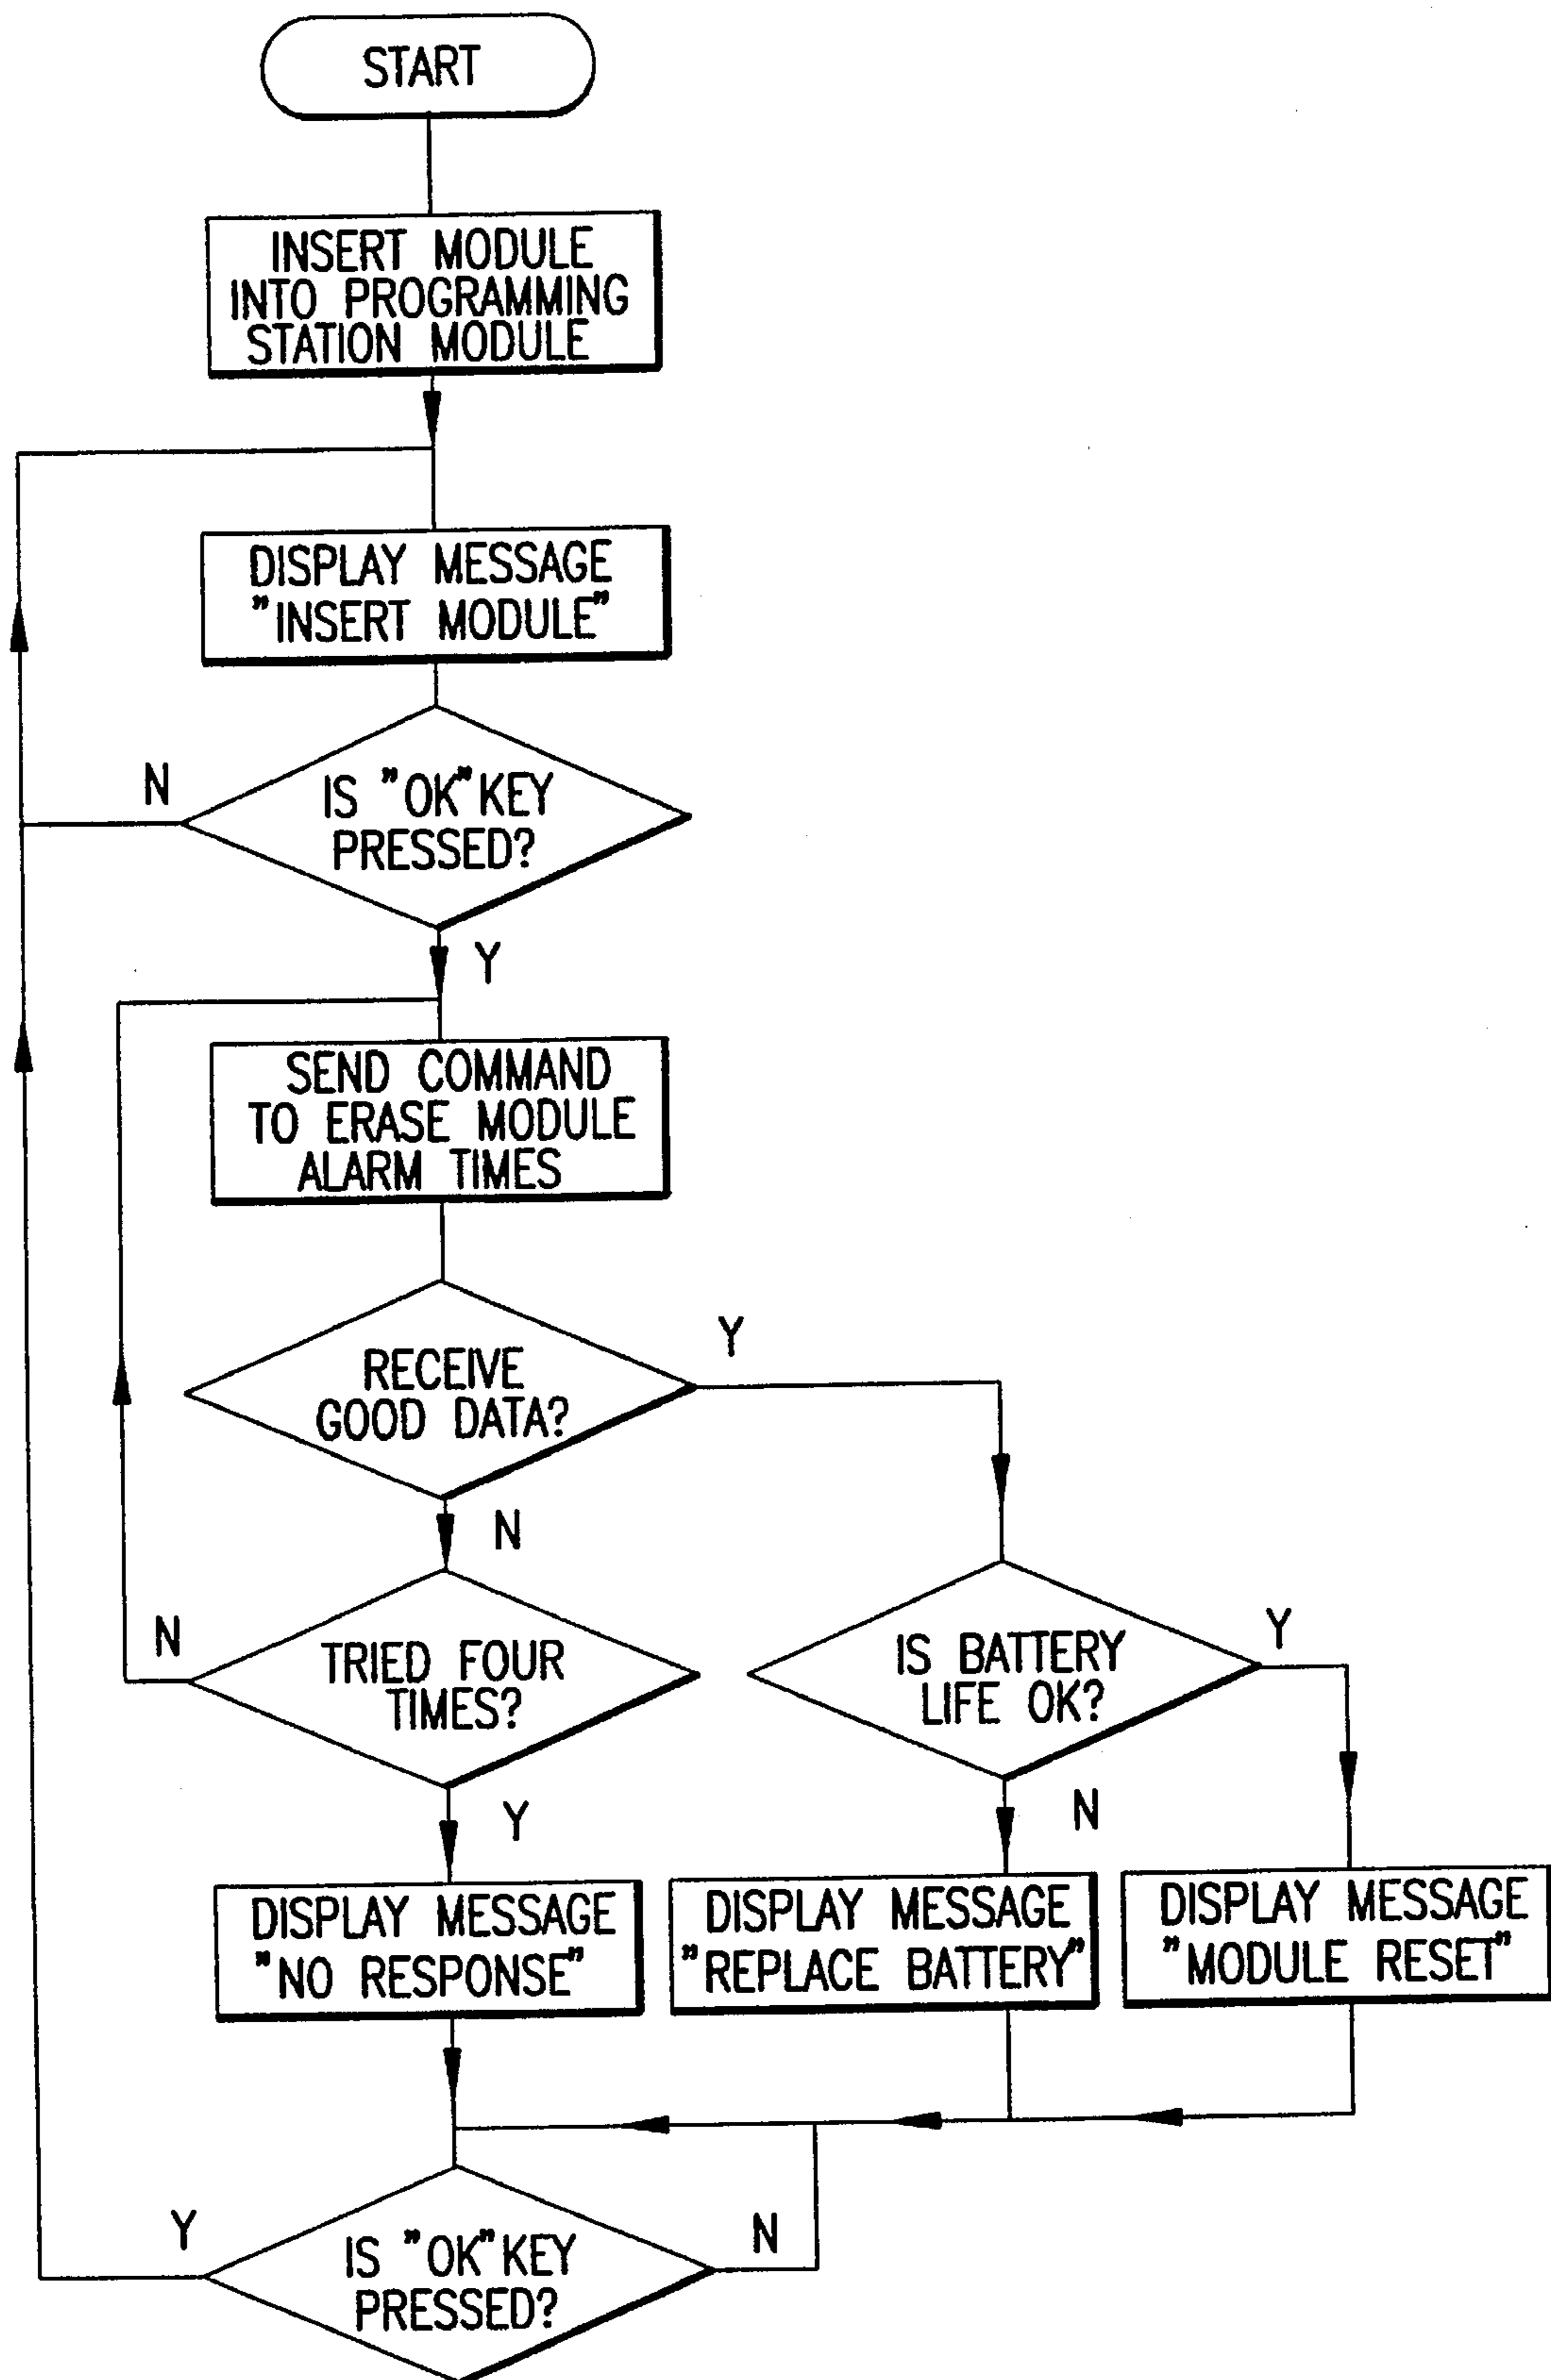 START
INSERT MODULE
INTO PROGRAMMING
STATION MODULE
DISPLAY MESSAGE
"INSERT MODULE"
N
IS "OK" KEY
PRESSED?
Y
SEND COMMAND
TO ERASE MODULE
ALARM TIMES
RECEIVE
GOOD DATA?
Y
N
TRIED FOUR
TIMES?
N
Y
IS BATTERY
LIFE OK?
Y
N
DISPLAY MESSAGE
"NO RESPONSE"
DISPLAY MESSAGE
"REPLACE BATTERY"
DISPLAY MESSAGE
"MODULE RESET"
Y
IS "OK" KEY
PRESSED?
N